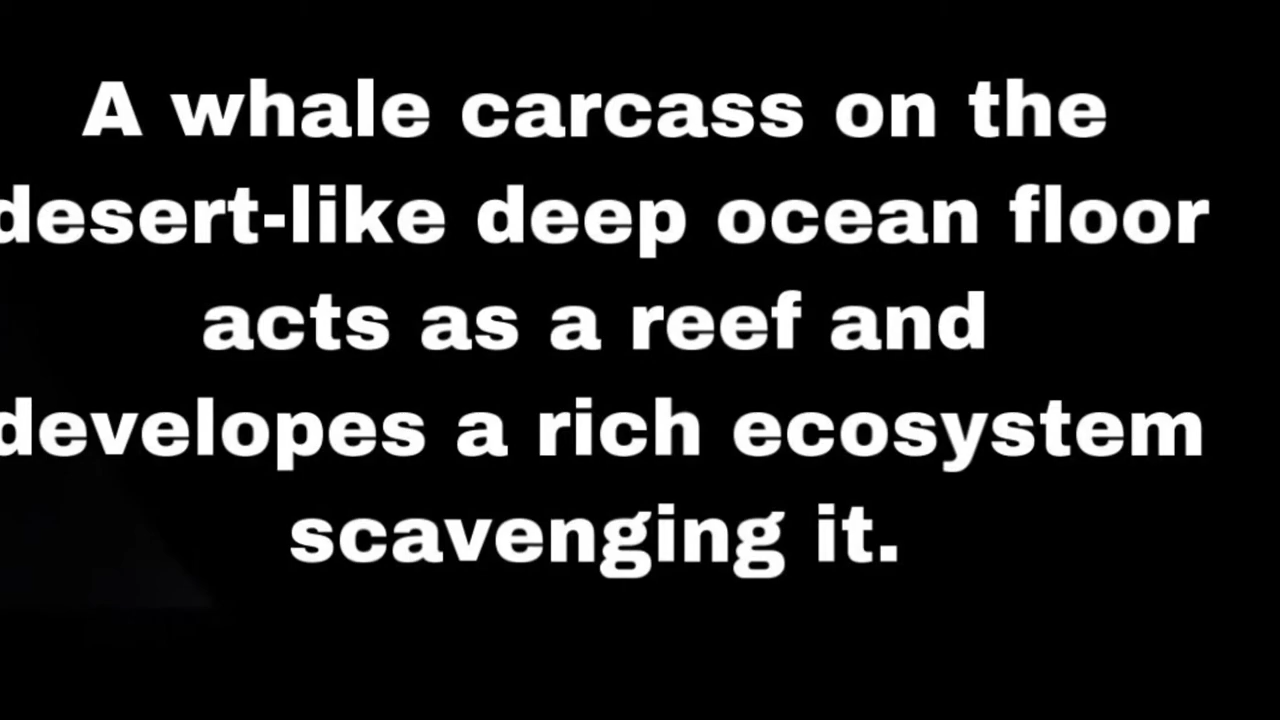 A whale carcass on the
desert-like deep ocean floor
acts as a reef and
developes a rich ecosystem
scavenging it.